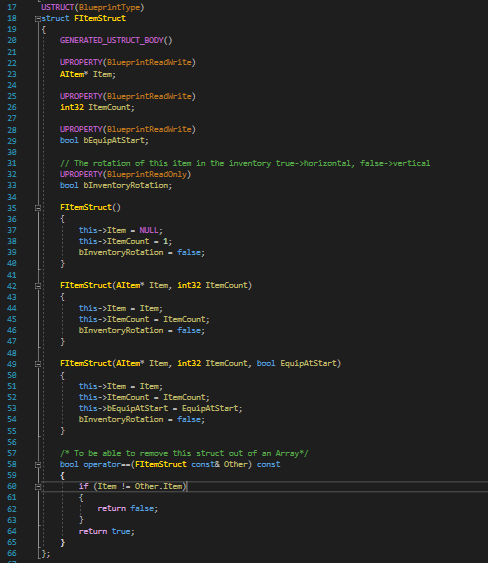 17 USTRUCT(BlueprintType)
18 struct FItemStruct
19 {
20 GENERATED_USTRUCT_BODY()
21
22 UPROPERTY(BlueprintReadWrite)
23 AItem* Item;
24
25 UPROPERTY(BlueprintReadWrite)
26 int32 ItemCount;
27
28 UPROPERTY(BlueprintReadWrite)
29 bool bEquipAtStart;
30
31 // The rotation of this item in the inventory true->horizontal, false->vertical
32 UPROPERTY(BlueprintReadOnly)
33 bool bInventoryRotation;
34
35 FItemStruct()
36 {
37 this->Item = NULL;
38 this->ItemCount = 1;
39 bInventoryRotation = false;
40 }
41
42 FItemStruct(AItem* Item, int32 ItemCount)
43 {
44 this->Item = Item;
45 this->ItemCount = ItemCount;
46 bInventoryRotation = false;
47 }
48
49 FItemStruct(AItem* Item, int32 ItemCount, bool EquipAtStart)
50 {
51 this->Item = Item;
52 this->ItemCount = ItemCount;
53 this->bEquipAtStart = EquipAtStart;
54 bInventoryRotation = false;
55 }
56
57 /* To be able to remove this struct out of an Array*/
58 bool operator==(FItemStruct const& Other) const
59 {
60 if (Item != Other.Item)
61 {
62 return false;
63 }
64 return true;
65 }
66 };